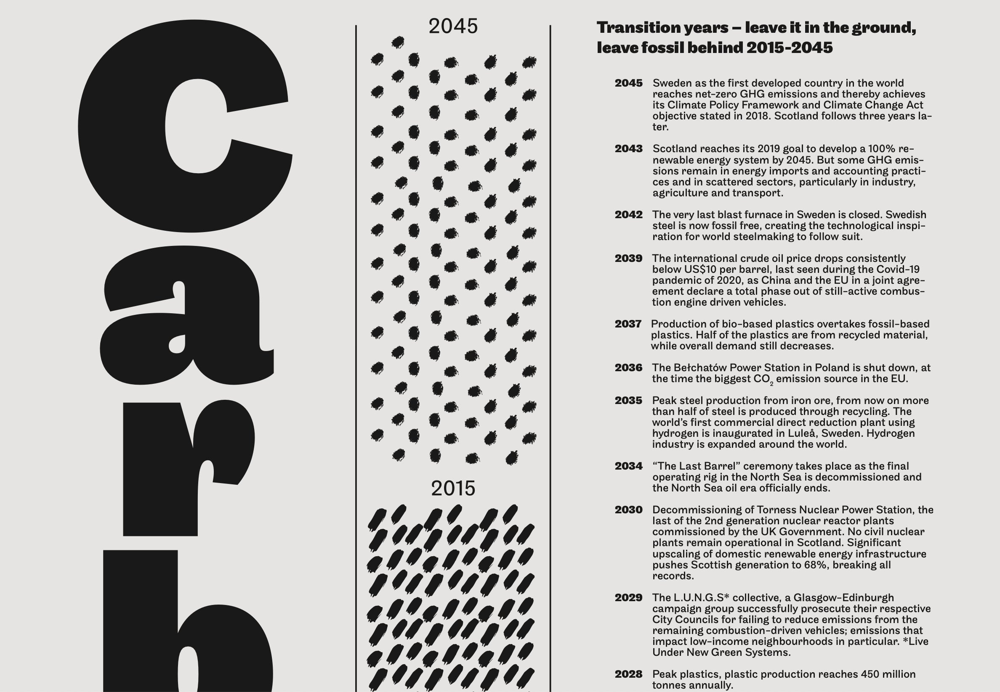 C
a
r
b
2045
2015
Transition years – leave it in the ground,
leave fossil behind 2015-2045
2045 Sweden as the first developed country in the world
reaches net-zero GHG emissions and thereby achieves
its Climate Policy Framework and Climate Change Act
objective stated in 2018. Scotland follows three years la-
ter.
2043 Scotland reaches its 2019 goal to develop a 100% re-
newable energy system by 2045. But some GHG emis-
sions remain in energy imports and accounting practi-
ces and in scattered sectors, particularly in industry,
agriculture and transport.
2042 The very last blast furnace in Sweden is closed. Swedish
steel is now fossil free, creating the technological inspi-
ration for world steelmaking to follow suit.
2039 The international crude oil price drops consistently
below US$10 per barrel, last seen during the Covid-19
pandemic of 2020, as China and the EU in a joint agre-
ement declare a total phase out of still-active combus-
tion engine driven vehicles.
2037 Production of bio-based plastics overtakes fossil-based
plastics. Half of the plastics are from recycled material,
while overall demand still decreases.
2036 The Bełchatów Power Station in Poland is shut down, at
the time the biggest CO₂ emission source in the EU.
2035 Peak steel production from iron ore, from now on more
than half of steel is produced through recycling. The
world’s first commercial direct reduction plant using
hydrogen is inaugurated in Luleå, Sweden. Hydrogen
industry is expanded around the world.
2034 “The Last Barrel” ceremony takes place as the final
operating rig in the North Sea is decommissioned and
the North Sea oil era officially ends.
2030 Decommissioning of Torness Nuclear Power Station, the
last of the 2nd generation nuclear reactor plants
commissioned by the UK Government. No civil nuclear
plants remain operational in Scotland. Significant
upscaling of domestic renewable energy infrastructure
pushes Scottish generation to 68%, breaking all
records.
2029 The L.U.N.G.S* collective, a Glasgow-Edinburgh
campaign group successfully prosecute their respective
City Councils for failing to reduce emissions from the
remaining combustion-driven vehicles; emissions that
impact low-income neighbourhoods in particular. *Live
Under New Green Systems.
2028 Peak plastics, plastic production reaches 450 million
tonnes annually.